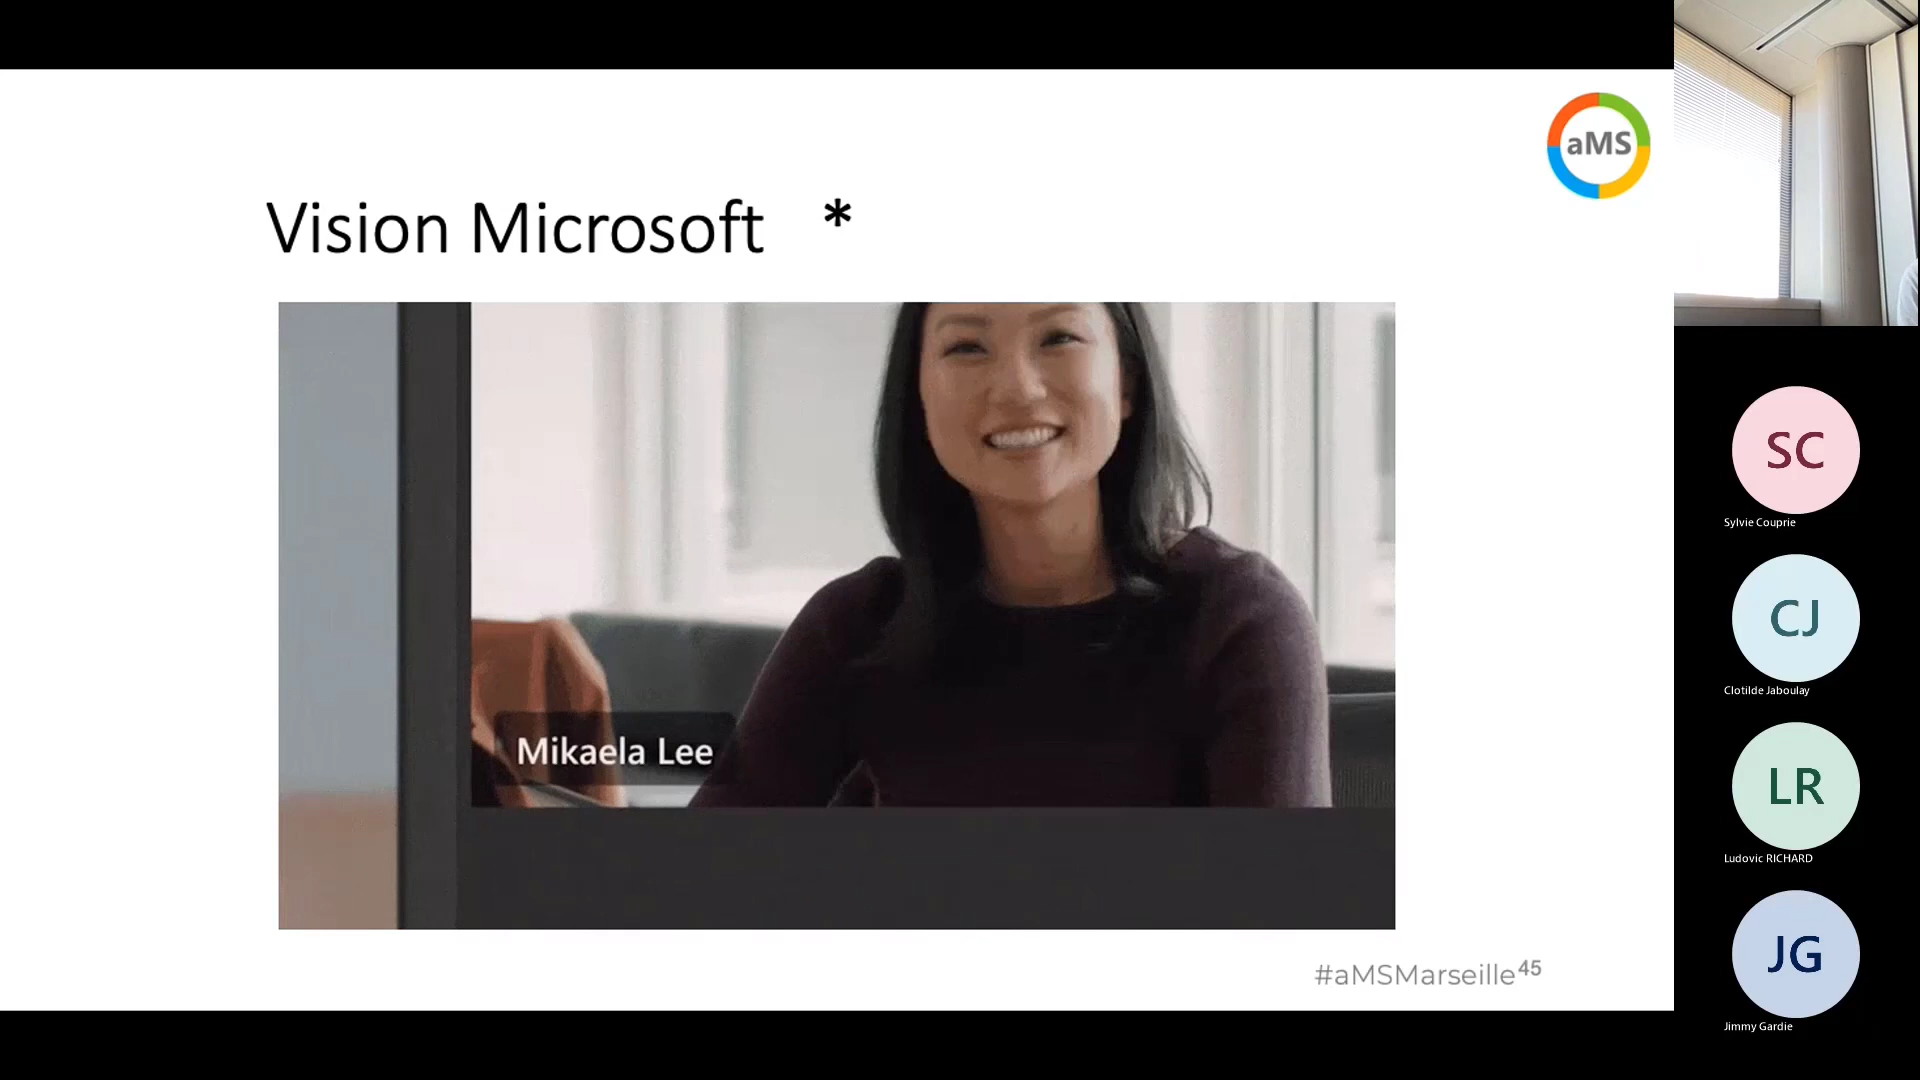 aMS
Vision Microsoft *
Mikaela Lee
#aMSMarseille45
SC
Sylvie Couprie
CJ
Clotilde Jaboulay
LR
Ludovic RICHARD
JG
Jimmy Gardie